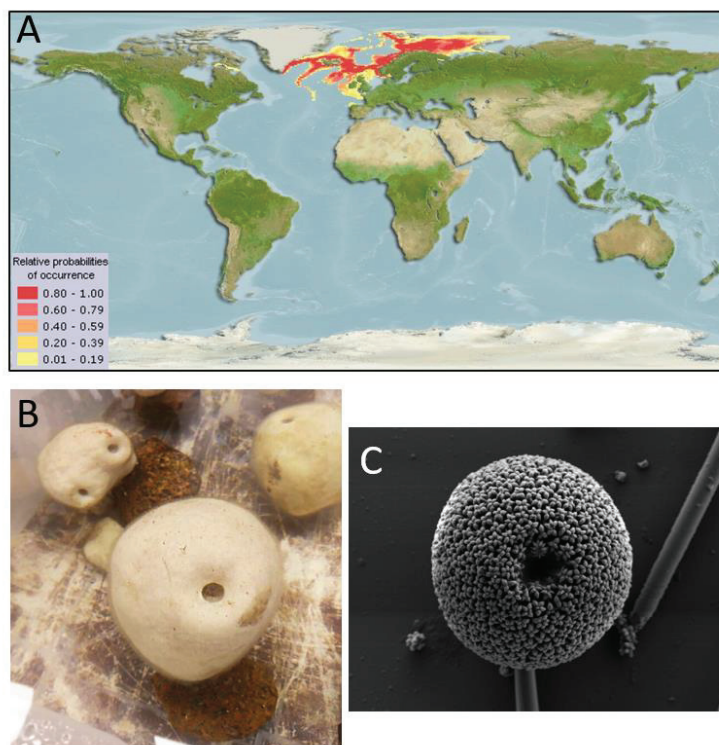 A
Relative probabilities
of occurrence
0.80 - 1.00
0.60 - 0.79
0.40 - 0.59
0.20 - 0.39
0.01 - 0.19
B
C